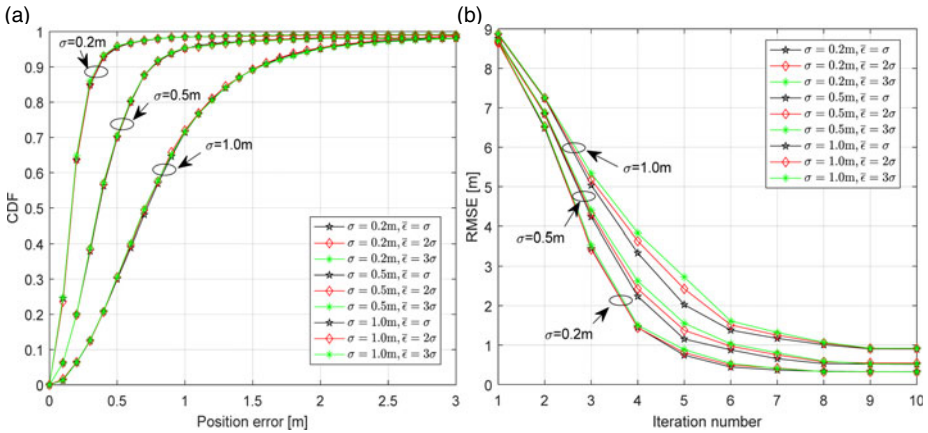 (a)
1
0.9
0.8
0.7
0.6
0.5
0.4
0.3
0.2
0.1
0
CDF
σ=0.2m
σ=0.5m
σ=1.0m
σ = 0.2m, ϵ̅ = σ
σ = 0.2m, ϵ̅ = 2σ
σ = 0.2m, ϵ̅ = 3σ
σ = 0.5m, ϵ̅ = σ
σ = 0.5m, ϵ̅ = 2σ
σ = 0.5m, ϵ̅ = 3σ
σ = 1.0m, ϵ̅ = σ
σ = 1.0m, ϵ̅ = 2σ
σ = 1.0m, ϵ̅ = 3σ
0 0.5 1 1.5 2 2.5 3
Position error [m]
(b)
9
8
7
6
5
4
3
2
1
0
RMSE [m]
σ = 0.2m, ϵ̅ = σ
σ = 0.2m, ϵ̅ = 2σ
σ = 0.2m, ϵ̅ = 3σ
σ = 0.5m, ϵ̅ = σ
σ = 0.5m, ϵ̅ = 2σ
σ = 0.5m, ϵ̅ = 3σ
σ = 1.0m, ϵ̅ = σ
σ = 1.0m, ϵ̅ = 2σ
σ = 1.0m, ϵ̅ = 3σ
σ=1.0m
σ=0.5m
σ=0.2m
1 2 3 4 5 6 7 8 9 10
Iteration number